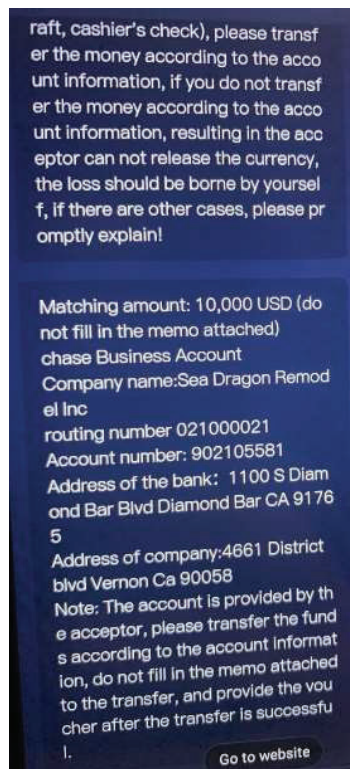 raft, cashier's check), please transf
er the money according to the acco
unt information, if you do not transf
er the money according to the acco
unt information, resulting in the acc
eptor can not release the currency,
the loss should be borne by yoursel
f, if there are other cases, please pr
omptly explain!
Matching amount: 10,000 USD (do
not fill in the memo attached)
chase Business Account
Company name:Sea Dragon Remod
el Inc
routing number 021000021
Account number: 902105581
Address of the bank: 1100 S Diam
ond Bar Blvd Diamond Bar CA 9176
5
Address of company:4661 District
blvd Vernon Ca 90058
Note: The account is provided by th
e acceptor, please transfer the fund
s according to the account informat
ion, do not fill in the memo attached
to the transfer, and provide the vou
cher after the transfer is successfu
l.
Go to website